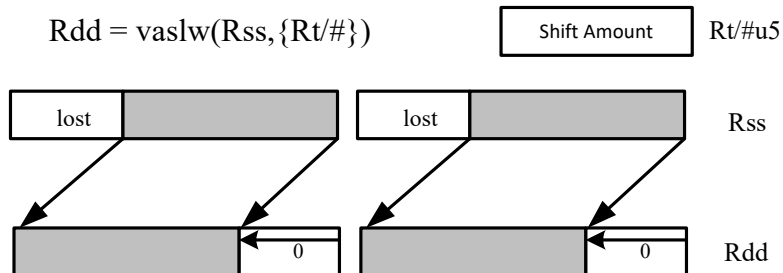 Rdd = vaslw(Rss,{Rt/#}) Shift Amount Rt/#u5
lost lost Rss
0 0 Rdd